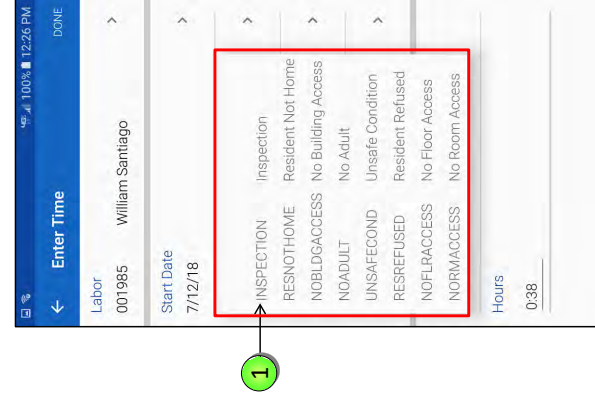 100% 12:26 PM
← Enter Time DONE
Labor
001985 William Santiago
Start Date
7/12/18
1
INSPECTION Inspection
RESNOTHOME Resident Not Home
NOBLDGACCESS No Building Access
NOADULT No Adult
UNSAFECOND Unsafe Condition
RESREFUSED Resident Refused
NOFLRACCESS No Floor Access
NORMACCESS No Room Access
Hours
0:38